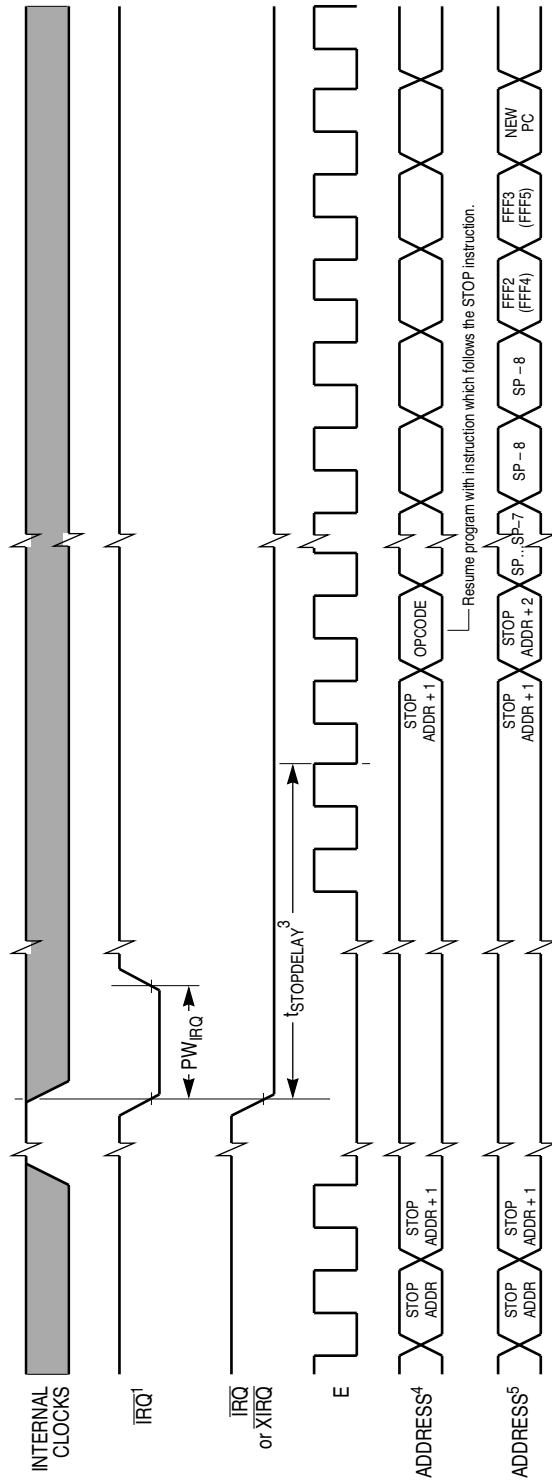 INTERNAL
CLOCKS
IRQ¹
PW_IRQ
IRQ
or XIRQ
t_STOPDELAY³
E
ADDRESS⁴
STOP
ADDR
STOP
ADDR + 1
STOP
ADDR + 1
OPCODE
Resume program with instruction which follows the STOP instruction.
ADDRESS⁵
STOP
ADDR
STOP
ADDR + 1
STOP
ADDR + 1
STOP
ADDR + 2
SP…SP–7
SP – 8
SP – 8
FFF2
(FFF4)
FFF3
(FFF5)
NEW
PC